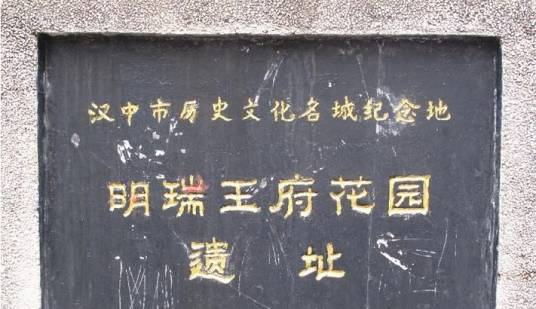 汉中市历史文化名城纪念地
明瑞王府花园
遗址